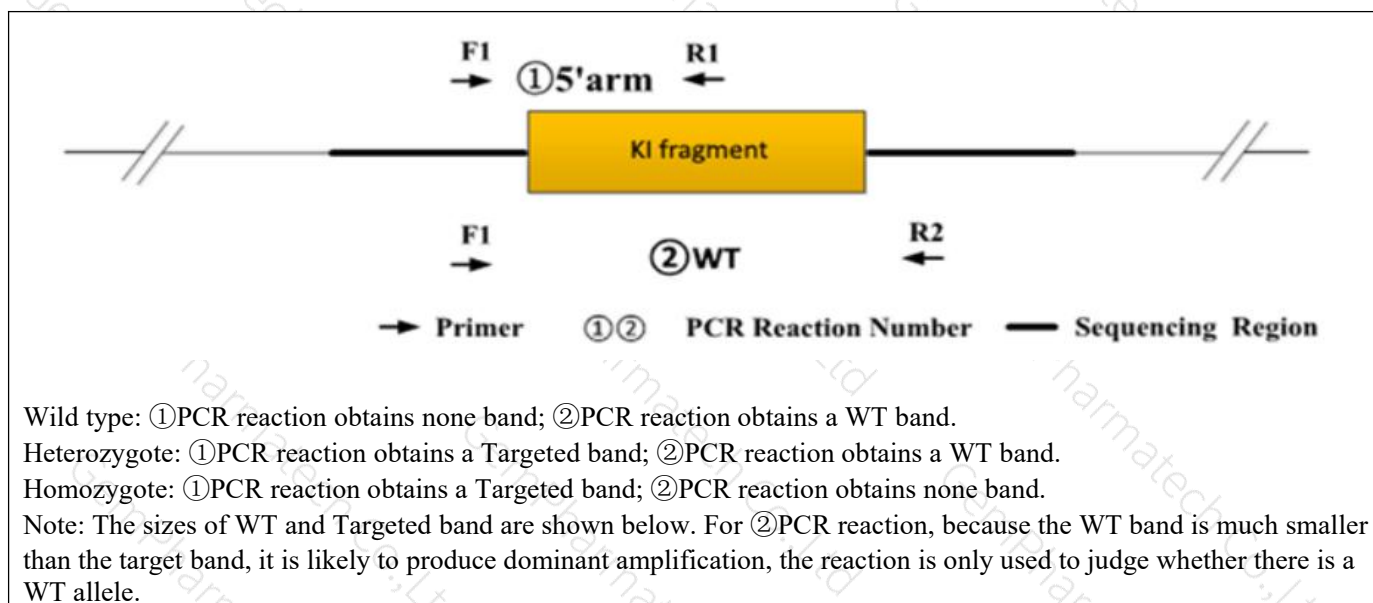 F1 R1
①5'arm
KI fragment
F1 R2
②WT
Primer ①② PCR Reaction Number Sequencing Region
Wild type: ①PCR reaction obtains none band; ②PCR reaction obtains a WT band.
Heterozygote: ①PCR reaction obtains a Targeted band; ②PCR reaction obtains a WT band.
Homozygote: ①PCR reaction obtains a Targeted band; ②PCR reaction obtains none band.
Note: The sizes of WT and Targeted band are shown below. For ②PCR reaction, because the WT band is much smaller
than the target band, it is likely to produce dominant amplification, the reaction is only used to judge whether there is a
WT allele.